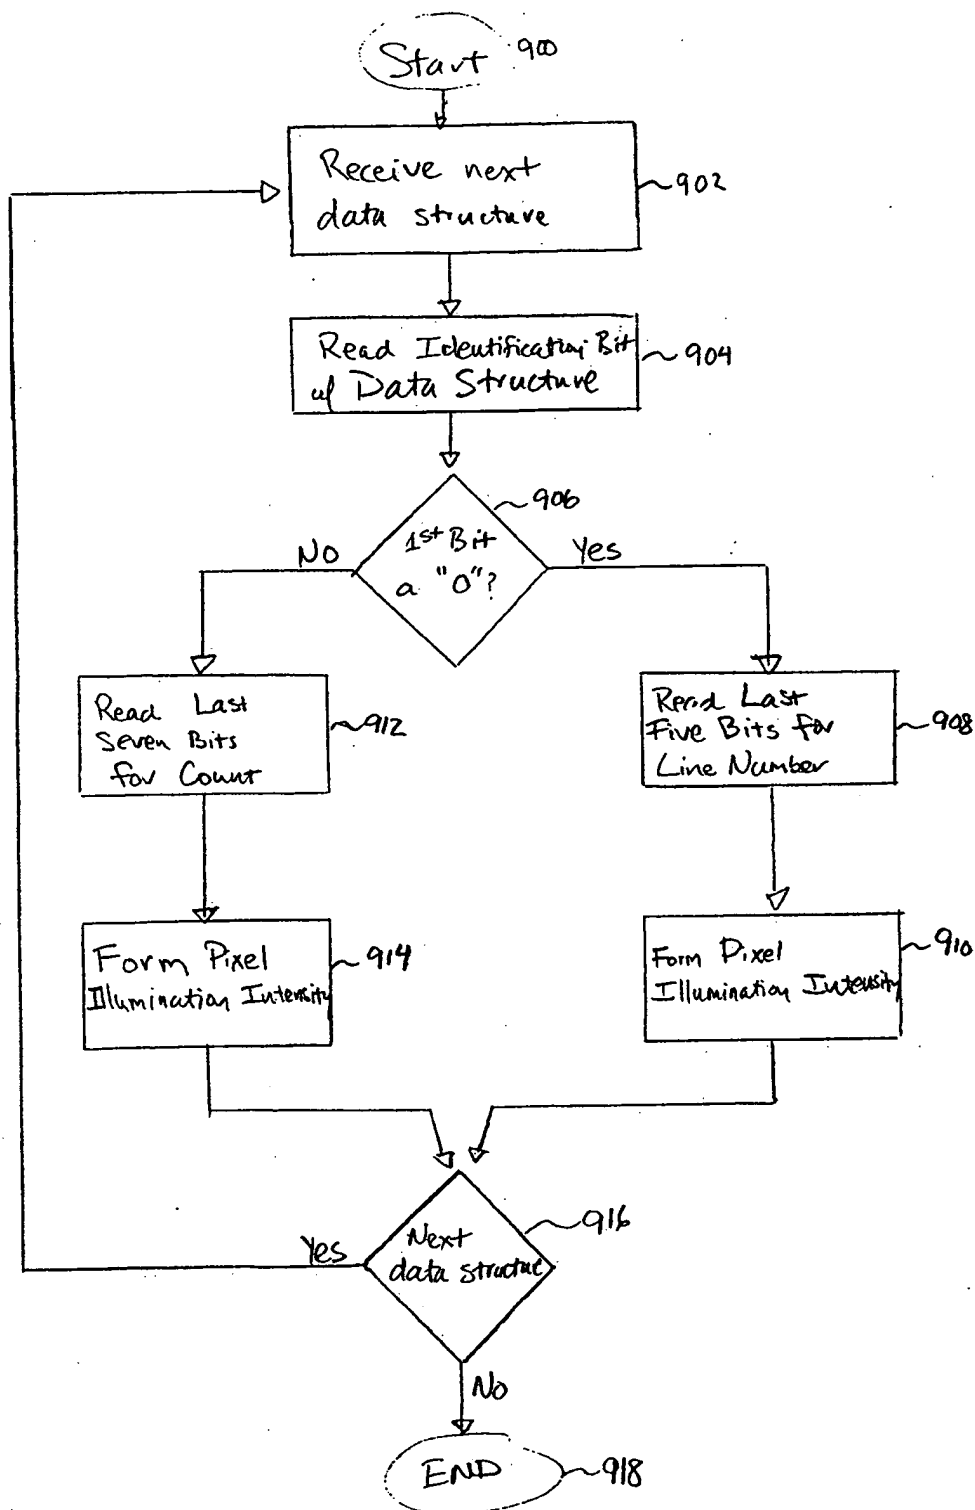 Start 900
Receive next
data structure
902
Read Identification Bit
w/ Data Structure
904
906
1st Bit
a "0"?
No
Yes
Read Last
Seven Bits
for Count
912
Read Last
Five Bits for
Line Number
908
Form Pixel
Illumination Intensity
914
Form Pixel
Illumination Intensity
910
916
Next
data structure
Yes
No
END
918